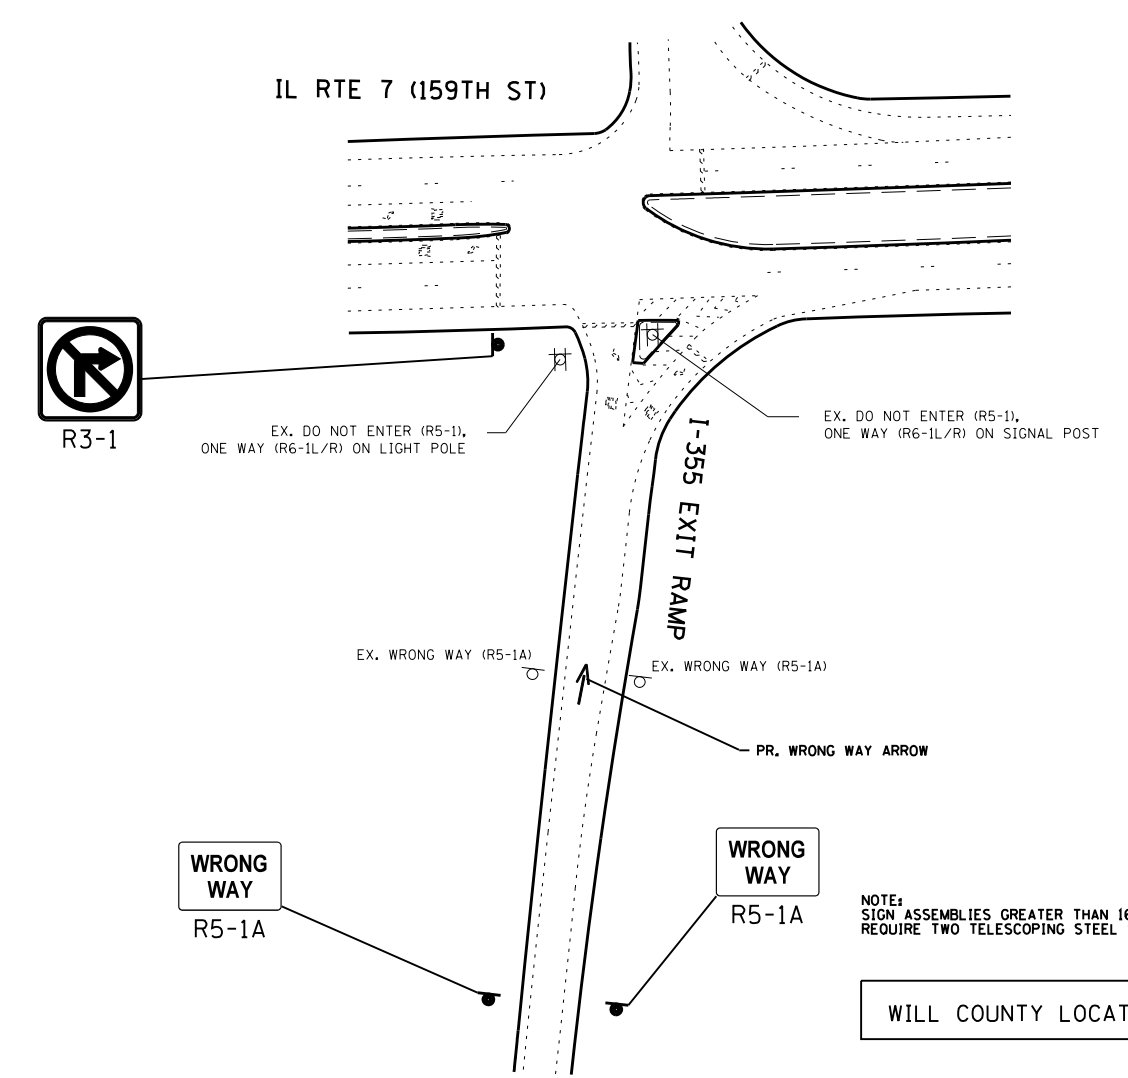 IL RTE 7 (159TH ST)
R3-1
EX. DO NOT ENTER (R5-1),
ONE WAY (R6-1L/R) ON LIGHT POLE
EX. DO NOT ENTER (R5-1),
ONE WAY (R6-1L/R) ON SIGNAL POST
I-355 EXIT RAMP
EX. WRONG WAY (R5-1A)
EX. WRONG WAY (R5-1A)
PR. WRONG WAY ARROW
WRONG
WAY
R5-1A
WRONG
WAY
R5-1A
NOTE:
SIGN ASSEMBLIES GREATER THAN
REQUIRE TWO TELESCOPING STEEL
WILL COUNTY